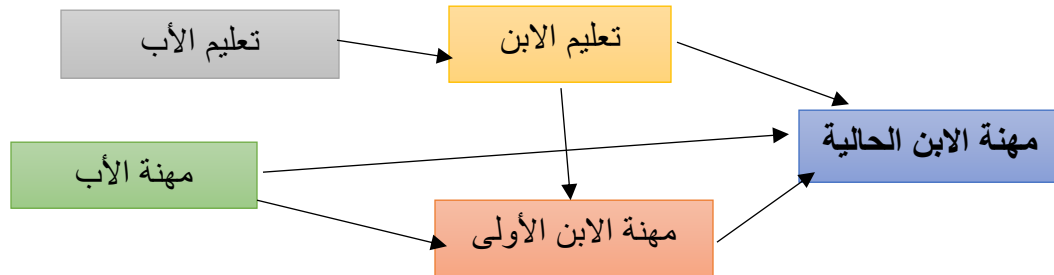 تعليم الأب
تعليم الابن
مهنة الابن الحالية
مهنة الأب
مهنة الابن الأولى